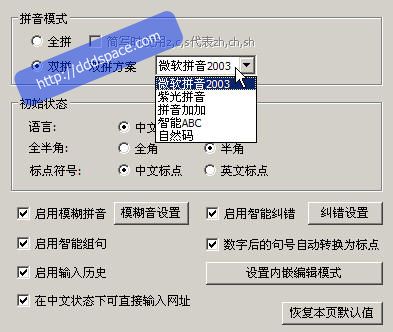 拼音模式
全拼 简写时 用z,c,s代表zh,ch,sh
双拼 双拼方案 微软拼音2003
微软拼音2003
紫光拼音
拼音加加
智能ABC
自然码
http://dddspace.com
初始状态
语言: 中文
全半角: 全角 半角
标点符号: 中文标点 英文标点
启用模糊拼音 模糊音设置 启用智能纠错 纠错设置
启用智能组句 数字后的句号自动转换为标点
启用输入历史 设置内嵌编辑模式
在中文状态下可直接输入网址
恢复本页默认值